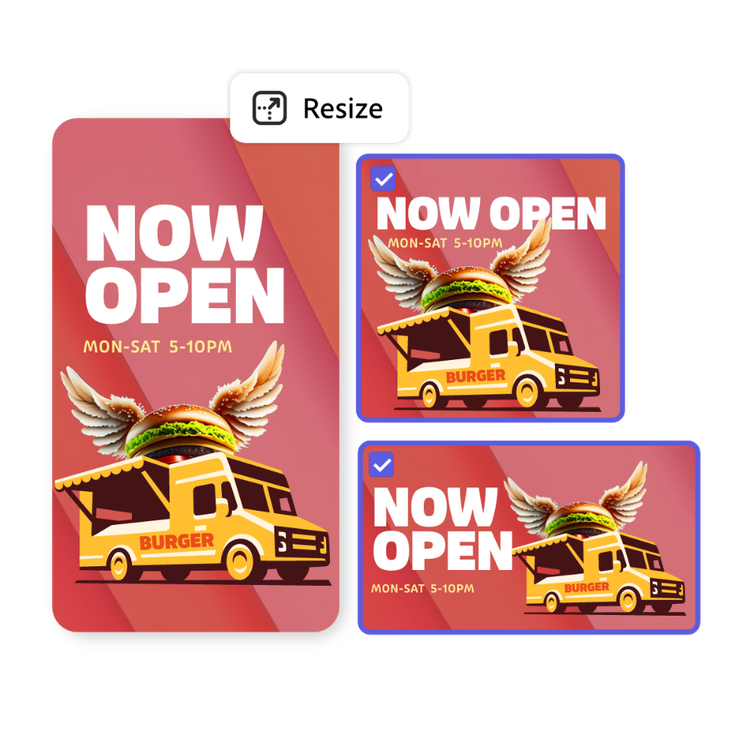 Resize
NOW
OPEN
MON-SAT 5-10PM
BURGER
NOW OPEN
MON-SAT 5-10PM
BURGER
NOW
OPEN
MON-SAT 5-10PM
BURGER